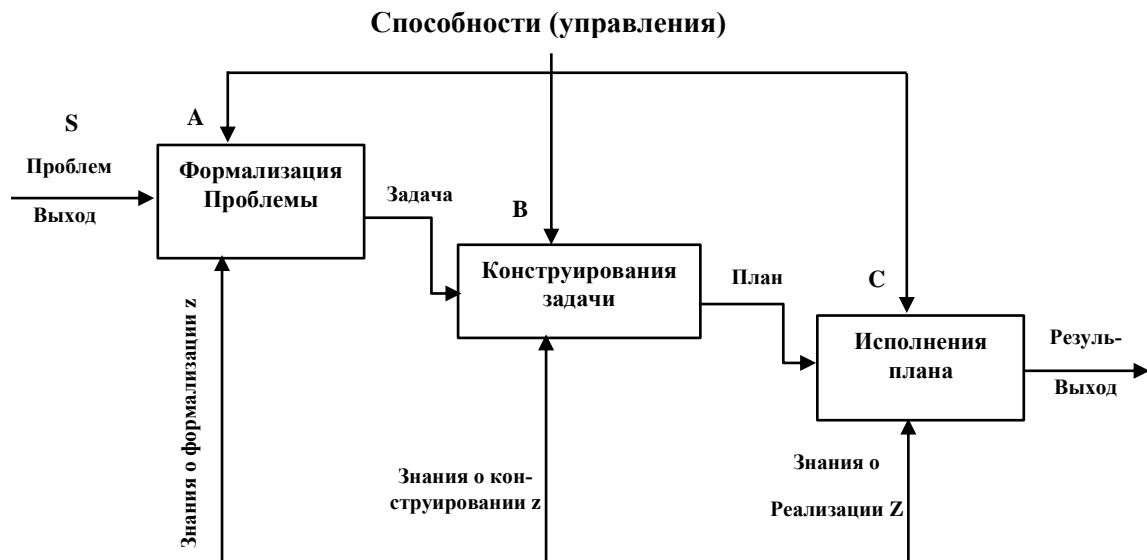 Способности (управления)
S
A
Проблем
Выход
Формализация
Проблемы
Задача
B
Конструирования
задачи
План
C
Исполнения
плана
Резуль-
Выход
Знания о формализации z
Знания о кон-
струировании z
Знания о
Реализации Z